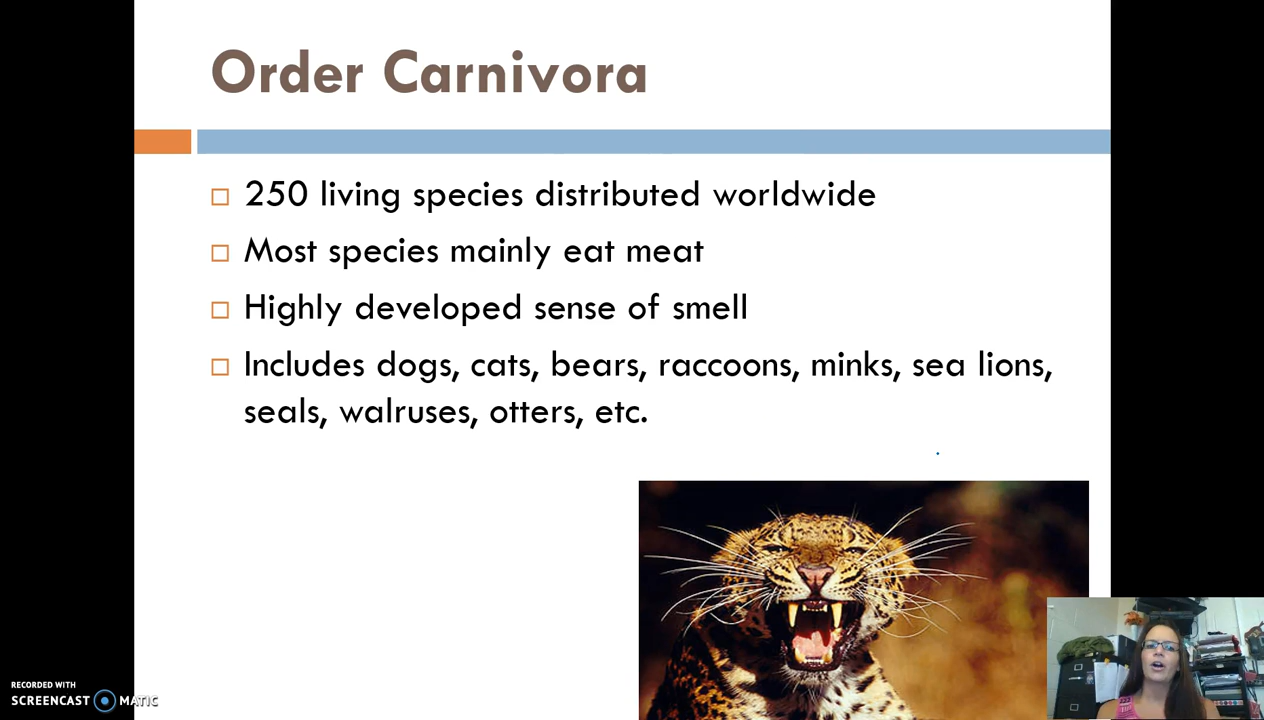 Order Carnivora
250 living species distributed worldwide
Most species mainly eat meat
Highly developed sense of smell
Includes dogs, cats, bears, raccoons, minks, sea lions,
seals, walruses, otters, etc.
RECORDED WITH
SCREENCAST MATIC